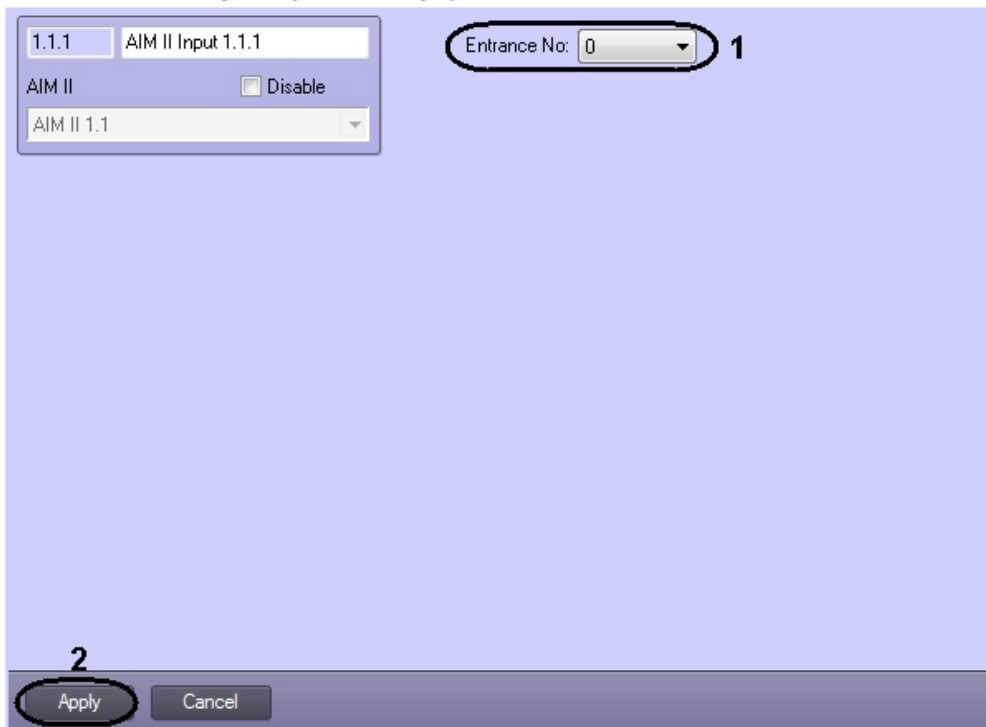 1.1.1 AIM II Input 1.1.1 Entrance No: 0 1
AIM II Disable
AIM II 1.1
2
Apply Cancel